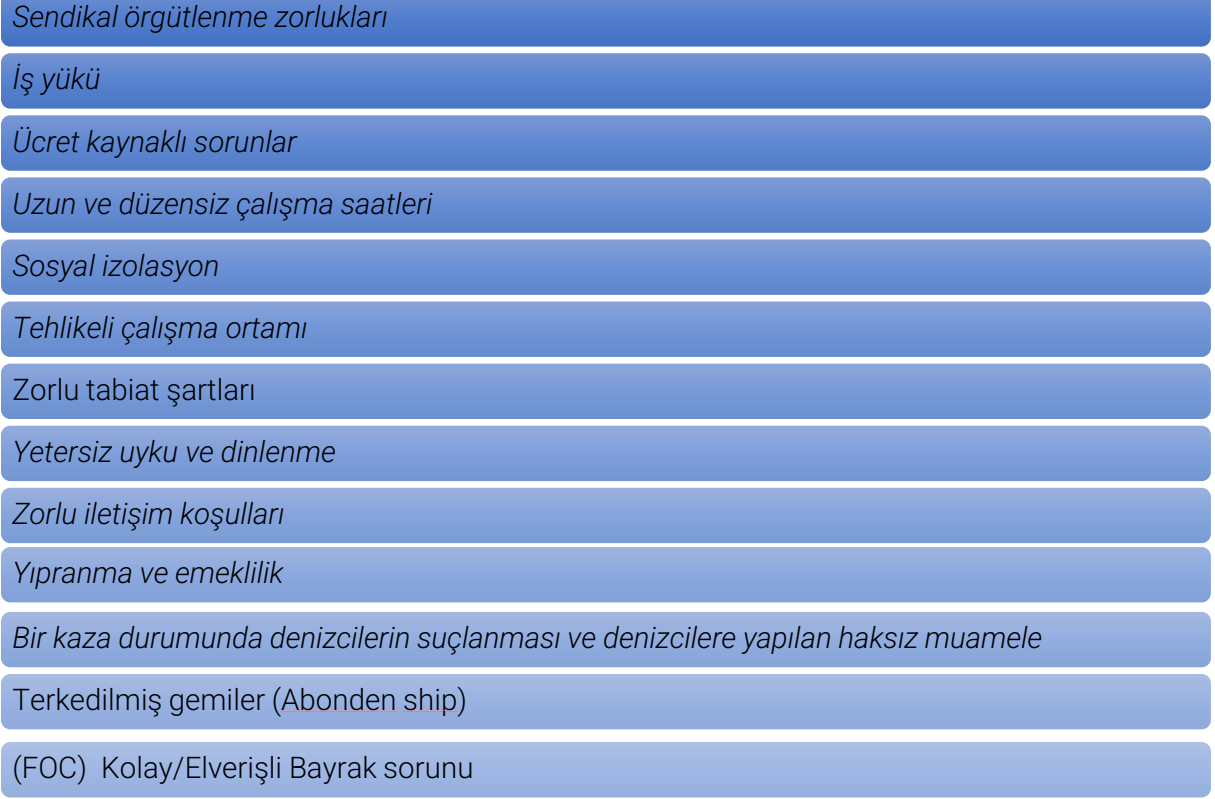 Sendikal örgütlenme zorlukları
İş yükü
Ücret kaynaklı sorunlar
Uzun ve düzensiz çalışma saatleri
Sosyal izolasyon
Tehlikeli çalışma ortamı
Zorlu tabiat şartları
Yetersiz uyku ve dinlenme
Zorlu iletişim koşulları
Yıpranma ve emeklilik
Bir kaza durumunda denizcilerin suçlanması ve denizcilere yapılan haksız muamele
Terkedilmiş gemiler (Abonden ship)
(FOC) Kolay/Elverişli Bayrak sorunu